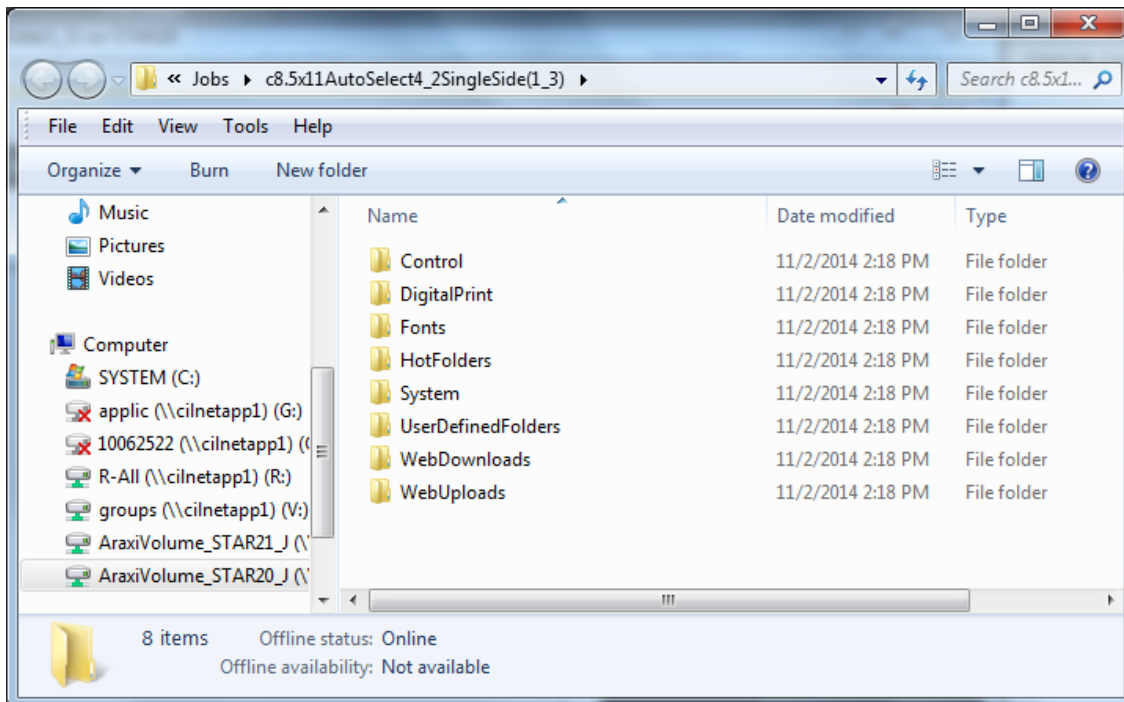 « Jobs ▸ c8.5x11AutoSelect4_2SingleSide(1_3) ▸ Search c8.5x1...
File Edit View Tools Help
Organize Burn New folder
Music
Pictures
Videos
Computer
SYSTEM (C:)
applic (\\cilnetapp1) (G:)
10062522 (\\cilnetapp1) (
R-All (\\cilnetapp1) (R:)
groups (\\cilnetapp1) (V:)
AraxiVolume_STAR21_J (\
AraxiVolume_STAR20_J (\
Name Date modified Type
Control 11/2/2014 2:18 PM File folder
DigitalPrint 11/2/2014 2:18 PM File folder
Fonts 11/2/2014 2:18 PM File folder
HotFolders 11/2/2014 2:18 PM File folder
System 11/2/2014 2:18 PM File folder
UserDefinedFolders 11/2/2014 2:18 PM File folder
WebDownloads 11/2/2014 2:18 PM File folder
WebUploads 11/2/2014 2:18 PM File folder
8 items Offline status: Online
Offline availability: Not available